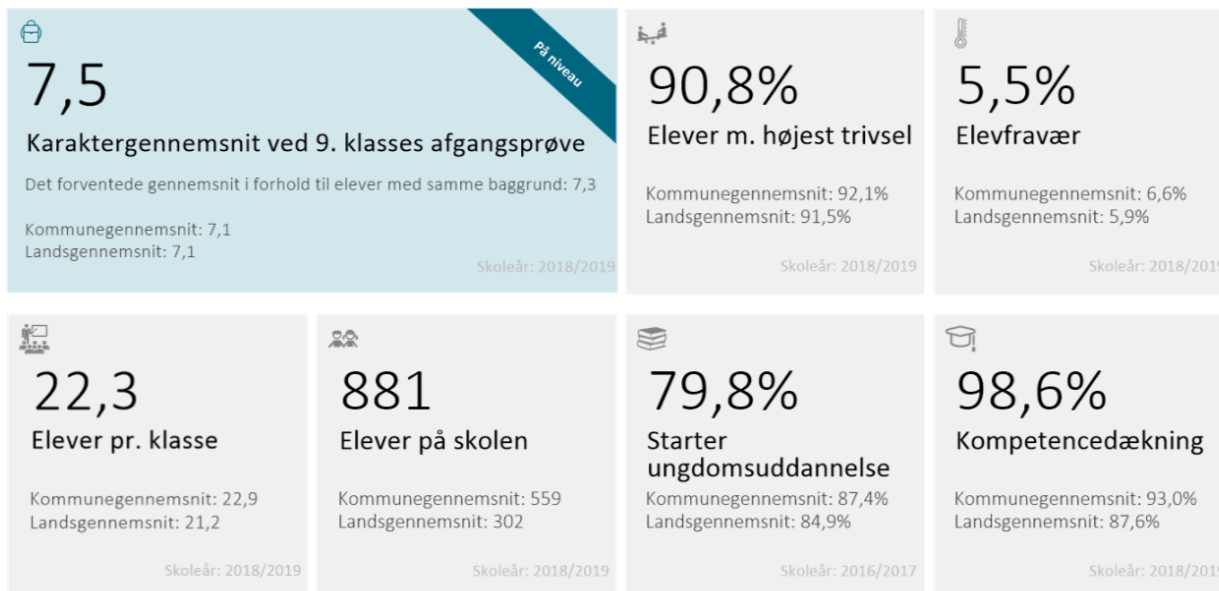 På niveau
7,5
Karaktergennemsnit ved 9. klasses afgangsprøve
Det forventede gennemsnit i forhold til elever med samme baggrund: 7,3
Kommunegennemsnit: 7,1
Landsgennemsnit: 7,1
Skoleår: 2018/2019
90,8%
Elever m. højest trivsel
Kommunegennemsnit: 92,1%
Landsgennemsnit: 91,5%
Skoleår: 2018/2019
5,5%
Elevfravær
Kommunegennemsnit: 6,6%
Landsgennemsnit: 5,9%
Skoleår: 2018/2019
22,3
Elever pr. klasse
Kommunegennemsnit: 22,9
Landsgennemsnit: 21,2
Skoleår: 2018/2019
881
Elever på skolen
Kommunegennemsnit: 559
Landsgennemsnit: 302
Skoleår: 2018/2019
79,8%
Starter
ungdomsuddannelse
Kommunegennemsnit: 87,4%
Landsgennemsnit: 84,9%
Skoleår: 2016/2017
98,6%
Kompetencedækning
Kommunegennemsnit: 93,0%
Landsgennemsnit: 87,6%
Skoleår: 2018/2019